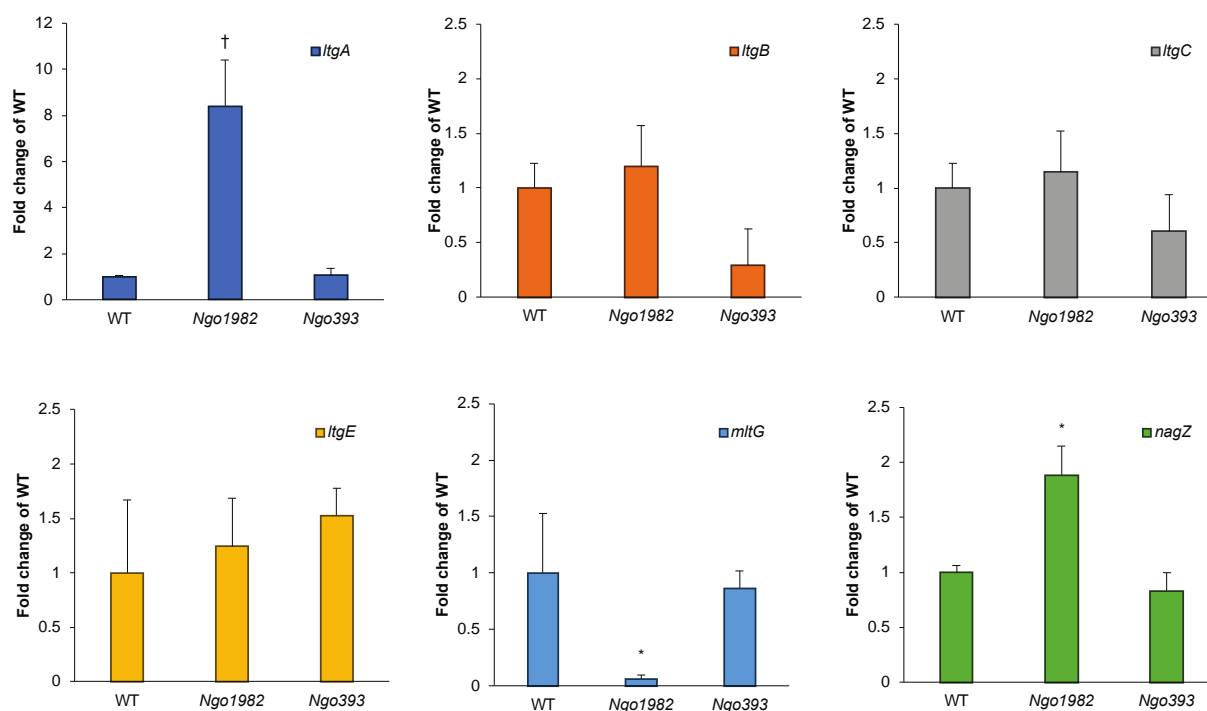 12
10
8
6
4
2
0
Fold change of WT
†
ltgA
WT
Ngo1982
Ngo393
2.5
2
1.5
1
0.5
0
Fold change of WT
ltgB
WT
Ngo1982
Ngo393
2.5
2
1.5
1
0.5
0
Fold change of WT
ltgC
WT
Ngo1982
Ngo393
2.5
2
1.5
1
0.5
0
Fold change of WT
ltgE
WT
Ngo1982
Ngo393
2.5
2
1.5
1
0.5
0
Fold change of WT
*
mltG
WT
Ngo1982
Ngo393
2.5
2
1.5
1
0.5
0
Fold change of WT
*
nagZ
WT
Ngo1982
Ngo393